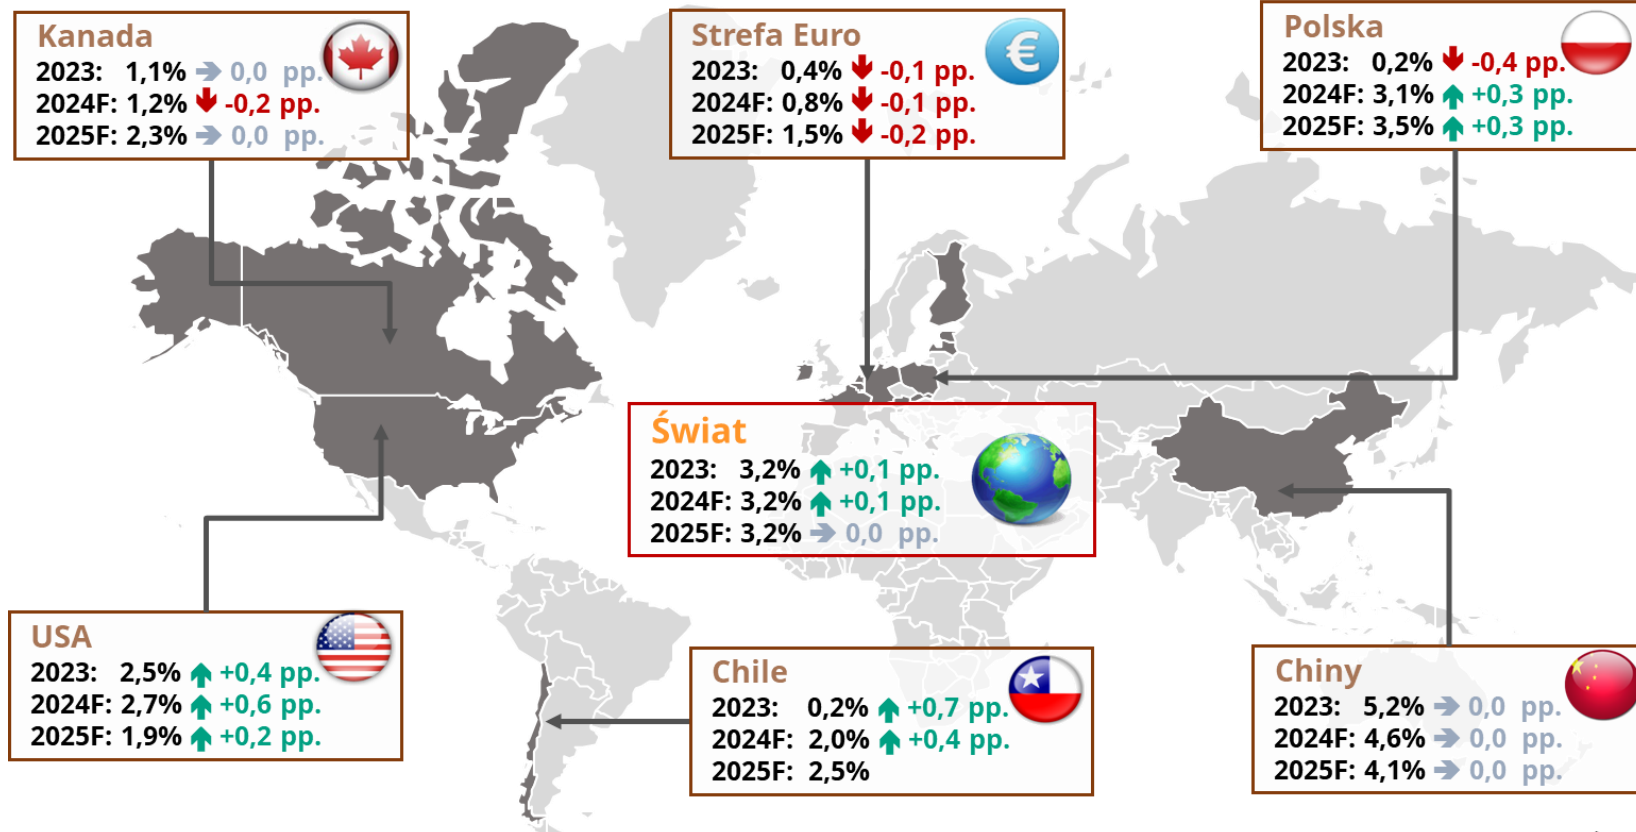 Kanada
2023: 1,1% 0,0 pp.
2024F: 1,2% -0,2 pp.
2025F: 2,3% 0,0 pp.
Strefa Euro
€
2023: 0,4% -0,1 pp.
2024F: 0,8% -0,1 pp.
2025F: 1,5% -0,2 pp.
Polska
2023: 0,2% -0,4 pp.
2024F: 3,1% +0,3 pp.
2025F: 3,5% +0,3 pp.
Świat
2023: 3,2% +0,1 pp.
2024F: 3,2% +0,1 pp.
2025F: 3,2% 0,0 pp.
USA
2023: 2,5% +0,4 pp.
2024F: 2,7% +0,6 pp.
2025F: 1,9% +0,2 pp.
Chile
2023: 0,2% +0,7 pp.
2024F: 2,0% +0,4 pp.
2025F: 2,5%
Chiny
2023: 5,2% 0,0 pp.
2024F: 4,6% 0,0 pp.
2025F: 4,1% 0,0 pp.